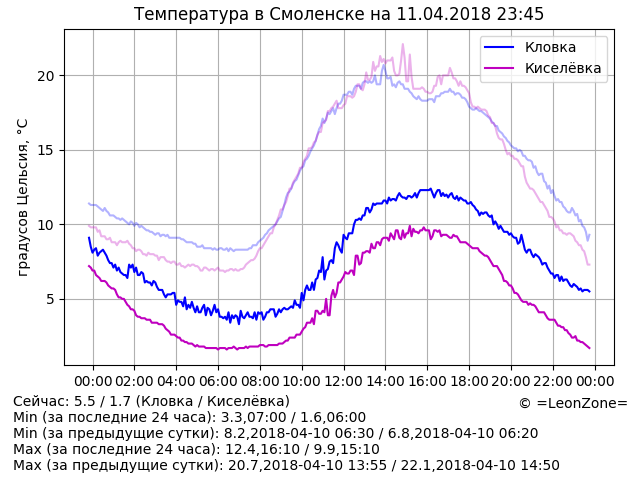 Температура в Смоленске на 11.04.2018 23:45
Кловка
Киселёвка
градусов Цельсия, °C
20
15
10
5
00:00 02:00 04:00 06:00 08:00 10:00 12:00 14:00 16:00 18:00 20:00 22:00 00:00
Сейчас: 5.5 / 1.7 (Кловка / Киселёвка)
© =LeonZone=
Min (за последние 24 часа): 3.3,07:00 / 1.6,06:00
Min (за предыдущие сутки): 8.2,2018-04-10 06:30 / 6.8,2018-04-10 06:20
Max (за последние 24 часа): 12.4,16:10 / 9.9,15:10
Max (за предыдущие сутки): 20.7,2018-04-10 13:55 / 22.1,2018-04-10 14:50